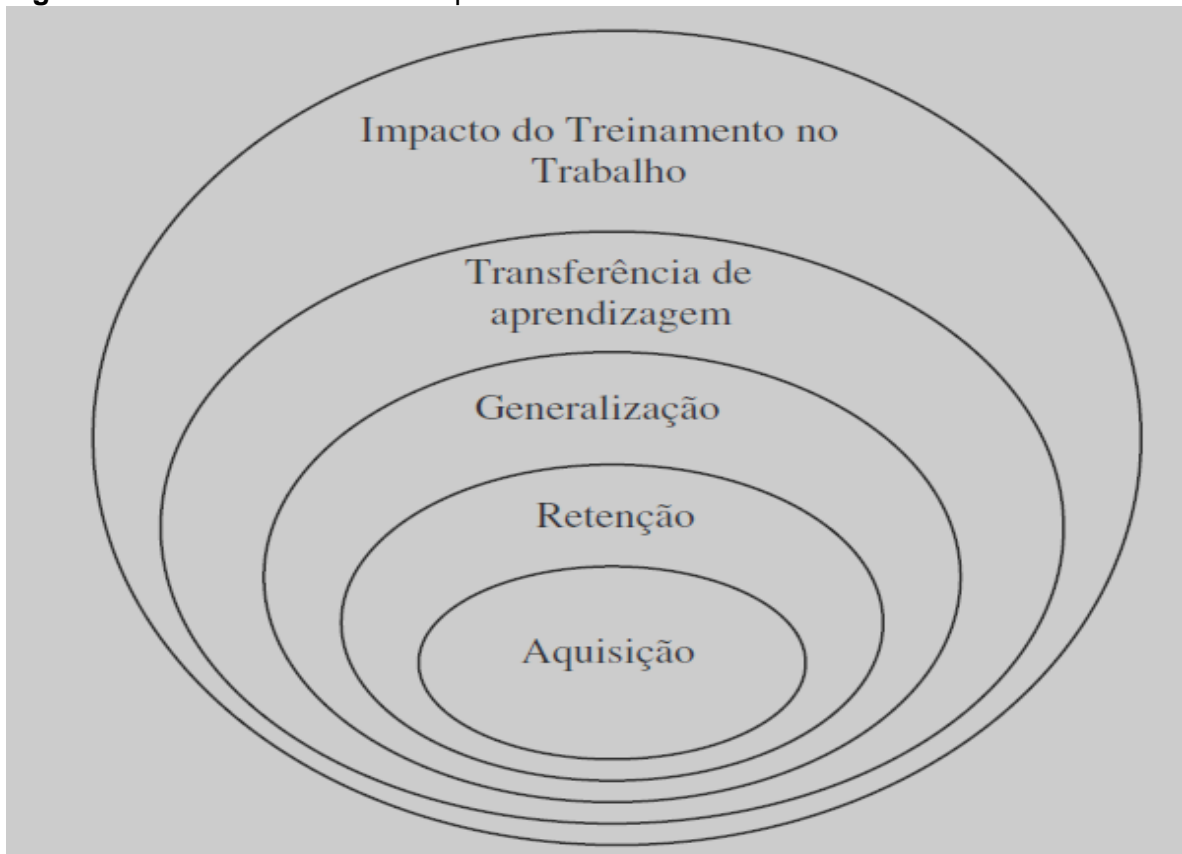 Impacto do Treinamento no
Trabalho
Transferência de
aprendizagem
Generalização
Retenção
Aquisição